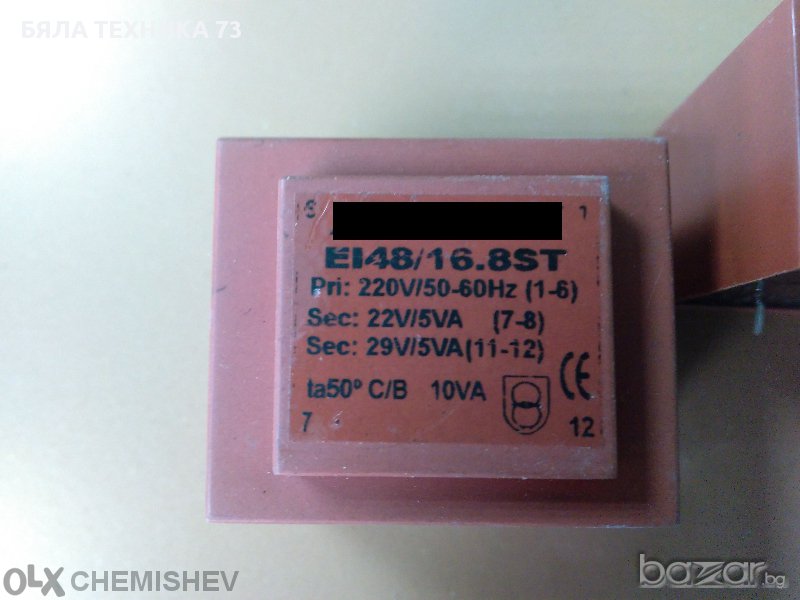 БЯЛА ТЕХНИКА 73
6 1
EI48/16.8ST
Pri: 220V/50-60Hz (1-6)
Sec: 22V/5VA (7-8)
Sec: 29V/5VA(11-12)
ta50° C/B 10VA CE
7 12
OLX CHEMISHEV
bazar.bg